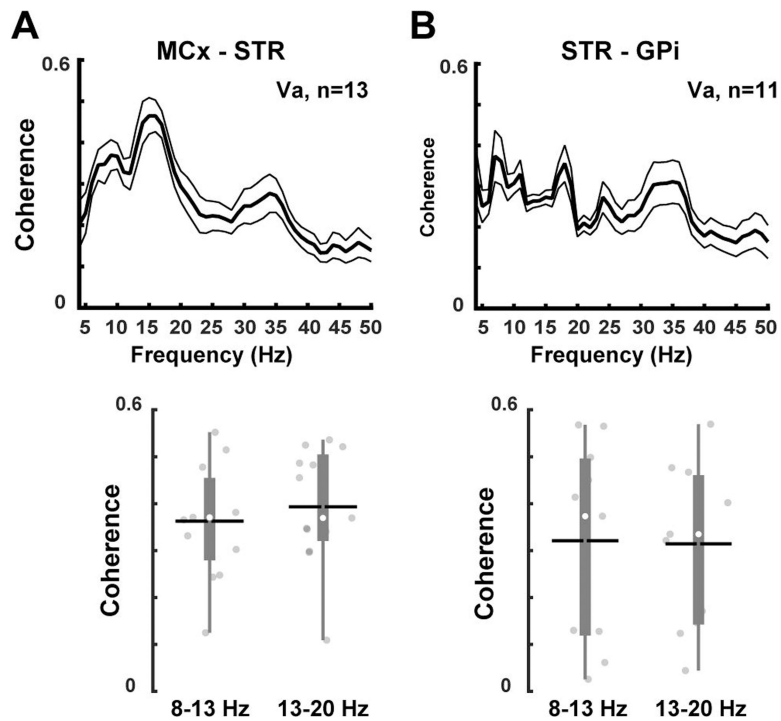 A
B
MCx - STR
STR - GPi
0.6
Va, n=13
Coherence
0
5 10 15 20 25 30 35 40 45 50
Frequency (Hz)
0.6
Va, n=11
Coherence
0
5 10 15 20 25 30 35 40 45 50
Frequency (Hz)
0.6
Coherence
0
8-13 Hz 13-20 Hz
0.6
Coherence
0
8-13 Hz 13-20 Hz